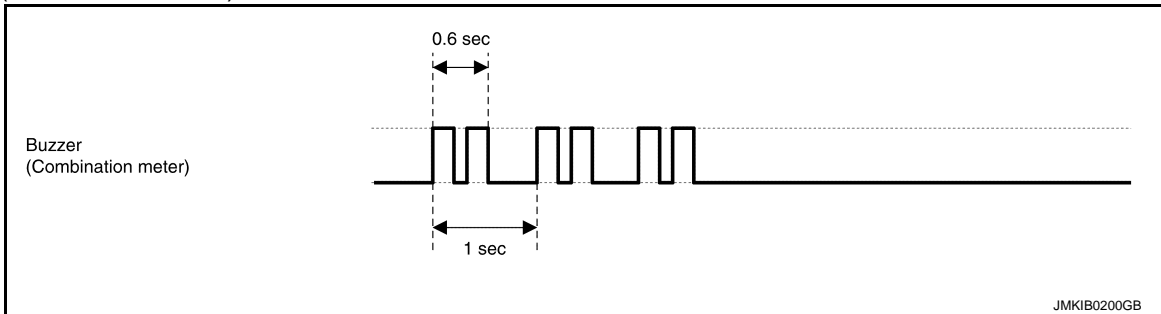 0.6 sec
Buzzer
(Combination meter)
1 sec
JMKIB0200GB